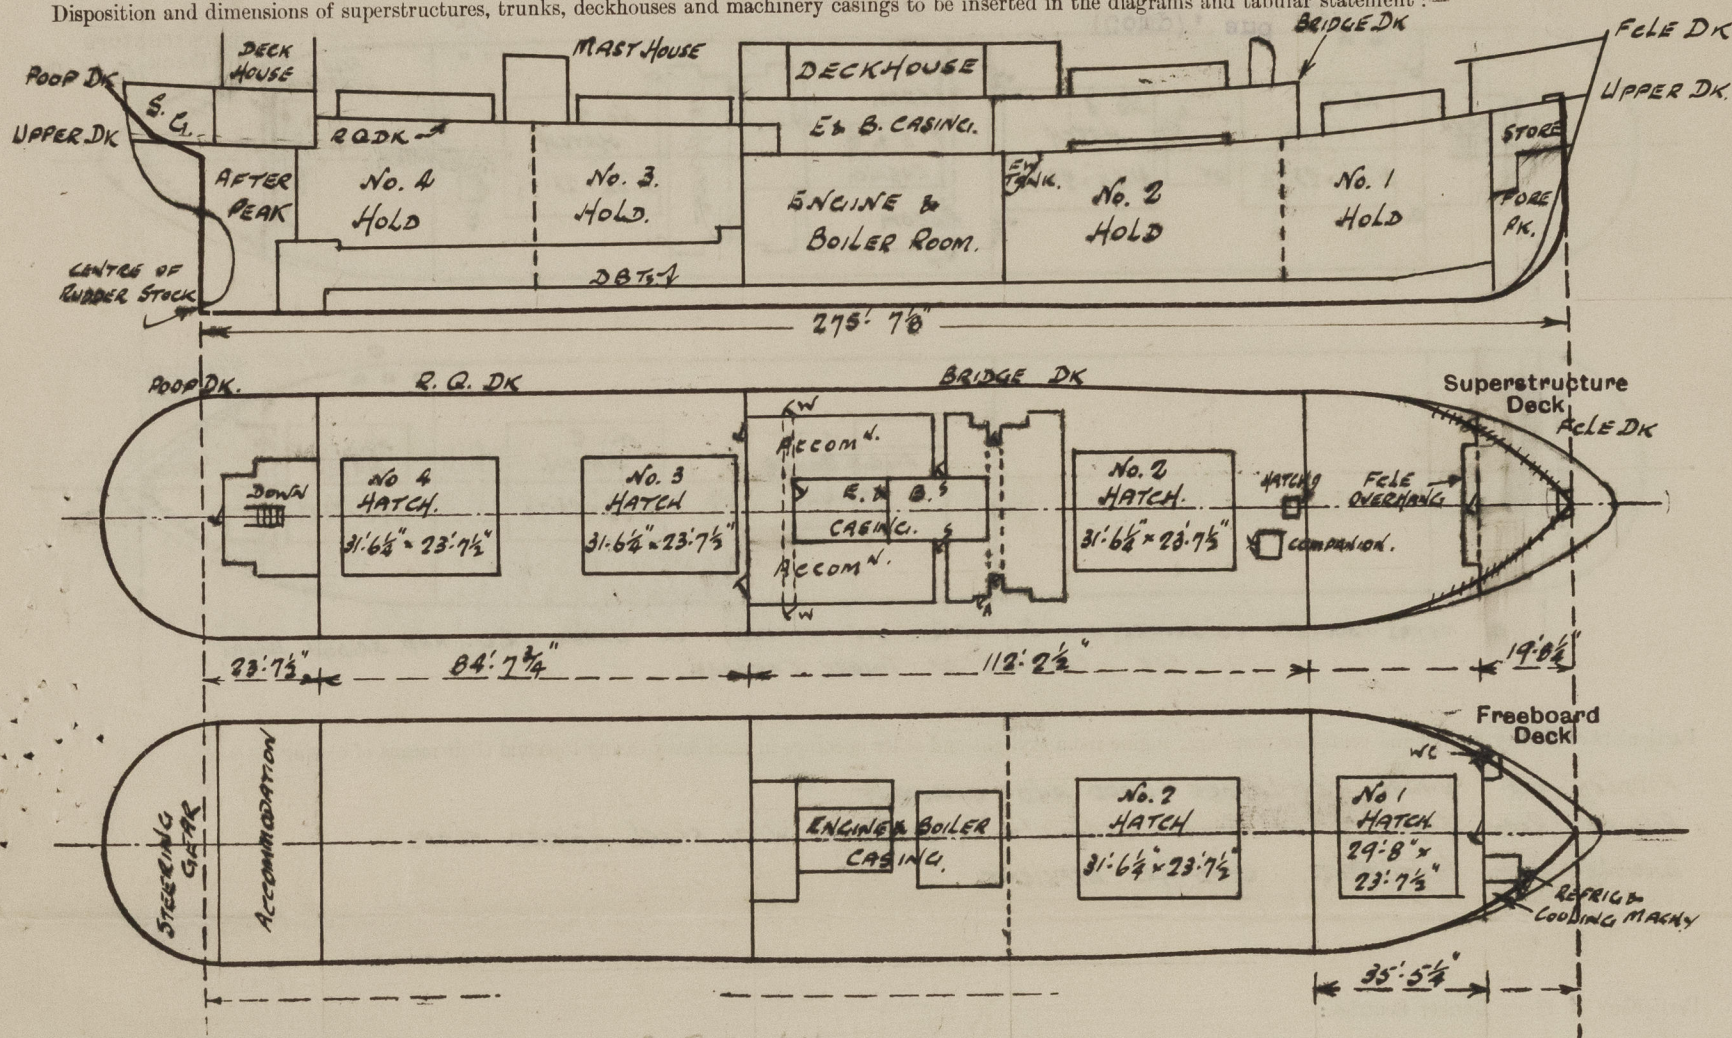 Disposition and dimensions of superstructures, trunks, deckhouses and machinery casings to be inserted in the diagrams and tabular statement :—
DECK
HOUSE
MAST HOUSE
BRIDGE DK
FCLE DK
POOP DK
DECKHOUSE
UPPER DK
S. G.
UPPER DK
R Q DK
E & B. CASING.
STORE
AFTER
PEAK
No. 4
HOLD
No. 3.
HOLD.
ENGINE &
BOILER ROOM.
FW
TANK.
No. 2
HOLD
No. 1
HOLD
FORE
PK.
CENTRE OF
RUDDER STOCK
D B TS
275'. 7⅛"
POOP DK.
R. Q. DK
BRIDGE DK
Superstructure
Deck
FCLE DK
DOWN
No 4
HATCH.
31'.6¼" × 23'.7½"
No. 3
HATCH
31.6¼" × 23'.7½"
W
ACCOMN.
E. & B.
S
CASING.
S
ACCOMN.
W
A
No. 2
HATCH.
31'.6¼" × 23'.7½"
HATCH
COMPANION.
FCLE
OVERHANG
23'.7½"
84'. 7¾"
112'. 2½"
19'.8¼"
Freeboard
Deck
WC
STEERING
GEAR
ACCOMMODATION
ENGINE & BOILER
CASING.
No. 2
HATCH
31'.6¼" × 23'.7½"
No 1
HATCH
29'.8" ×
23'.7½"
REFRIG &
COOLING MACHY
35'. 5¼"